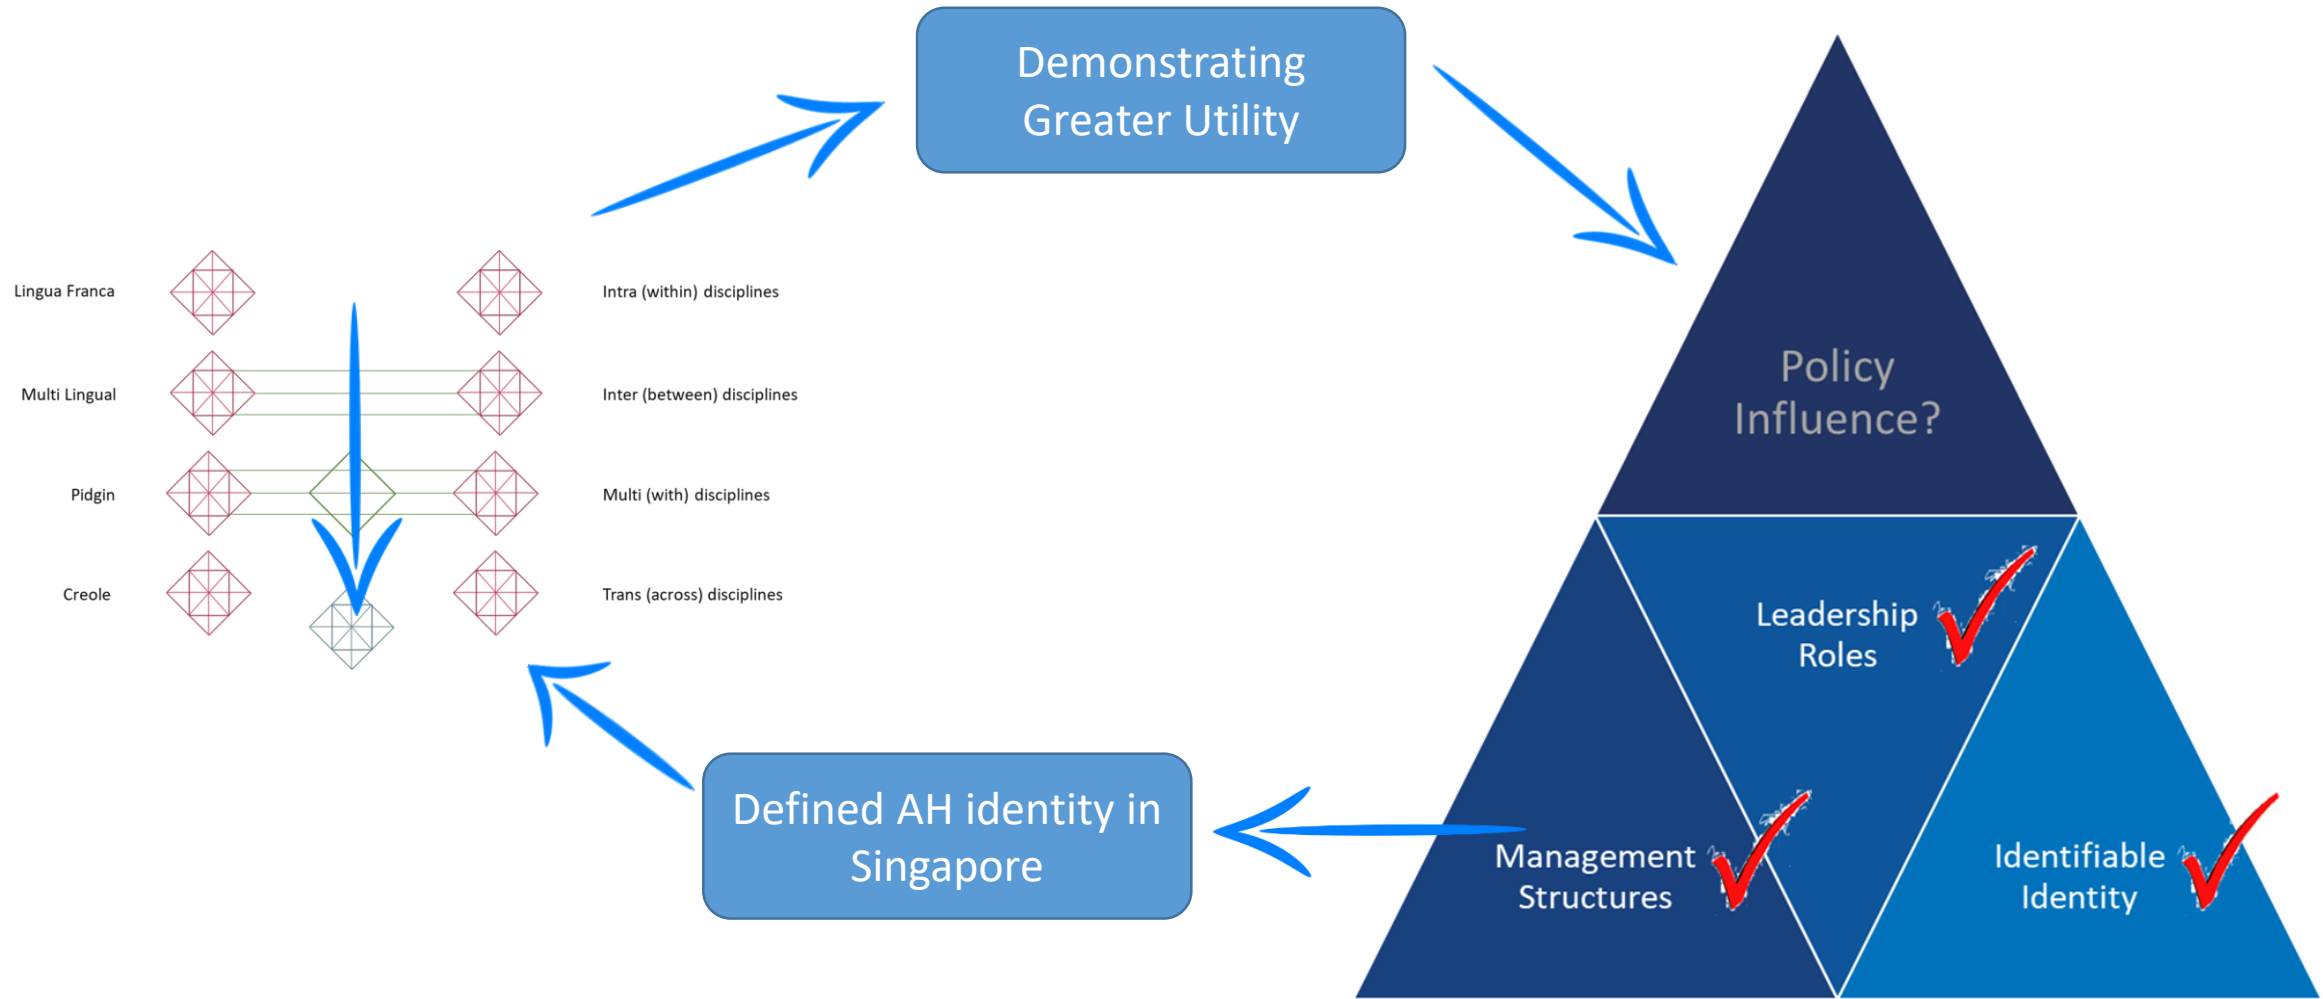 Demonstrating
Greater Utility
Lingua Franca
Intra (within) disciplines
Multi Lingual
Inter (between) disciplines
Pidgin
Multi (with) disciplines
Creole
Trans (across) disciplines
Defined AH identity in
Singapore
Policy
Influence?
Leadership
Roles
Management
Structures
Identifiable
Identity